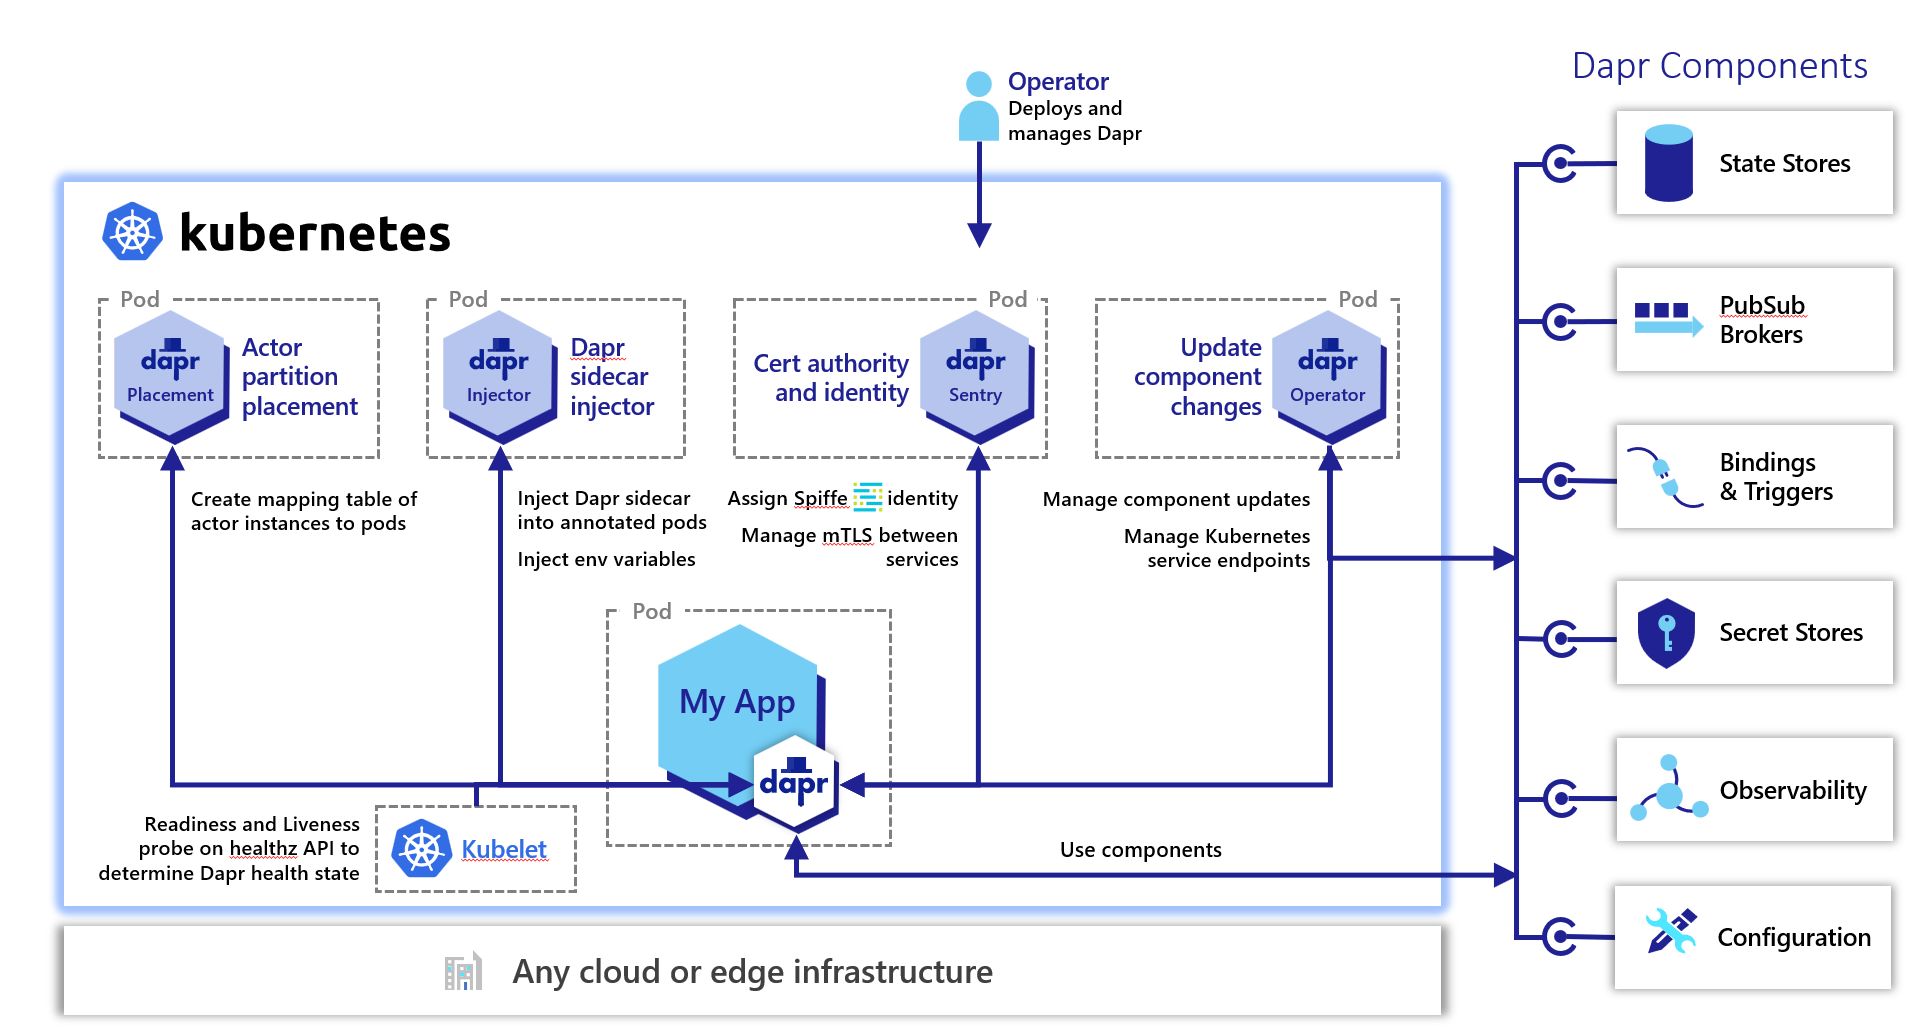 Dapr Components
Operator
Deploys and
manages Dapr
kubernetes
Pod
dapr
Placement
Actor
partition
placement
Pod
dapr
Injector
Dapr
sidecar
injector
Pod
Cert authority
and identity
dapr
Sentry
Pod
Update
component
changes
dapr
Operator
Create mapping table of
actor instances to pods
Inject Dapr sidecar
into annotated pods
Inject env variables
Assign Spiffe identity
Manage mTLS between
services
Manage component updates
Manage Kubernetes
service endpoints
Pod
My App
dapr
Readiness and Liveness
probe on healthz API to
determine Dapr health state
Kubelet
Use components
Any cloud or edge infrastructure
State Stores
PubSub
Brokers
Bindings
& Triggers
Secret Stores
Observability
Configuration